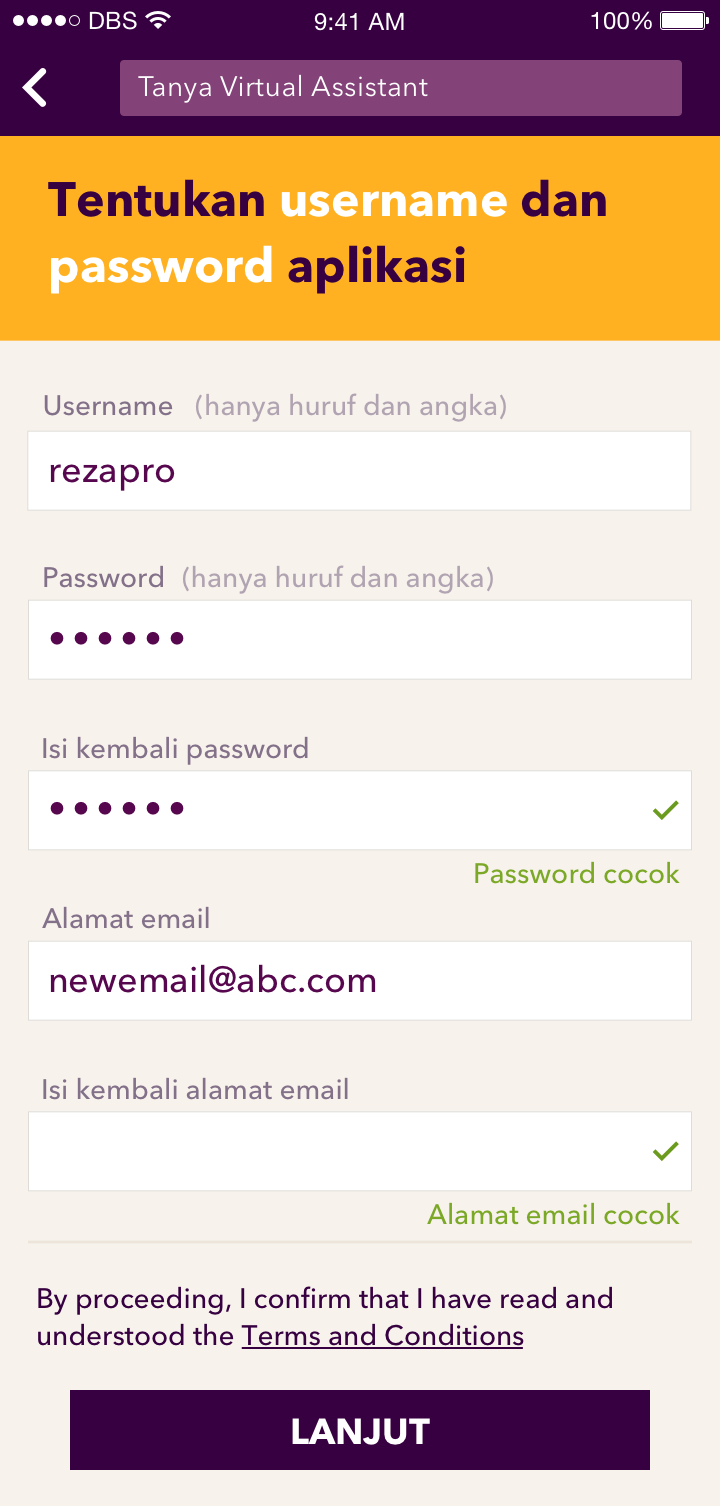 DBS 9:41 AM 100%
Tanya Virtual Assistant
Tentukan username dan
password aplikasi
Username (hanya huruf dan angka)
rezapro
Password (hanya huruf dan angka)
••••••
Isi kembali password
••••••
Password cocok
Alamat email
newemail@abc.com
Isi kembali alamat email
Alamat email cocok
By proceeding, I confirm that I have read and
understood the Terms and Conditions
LANJUT